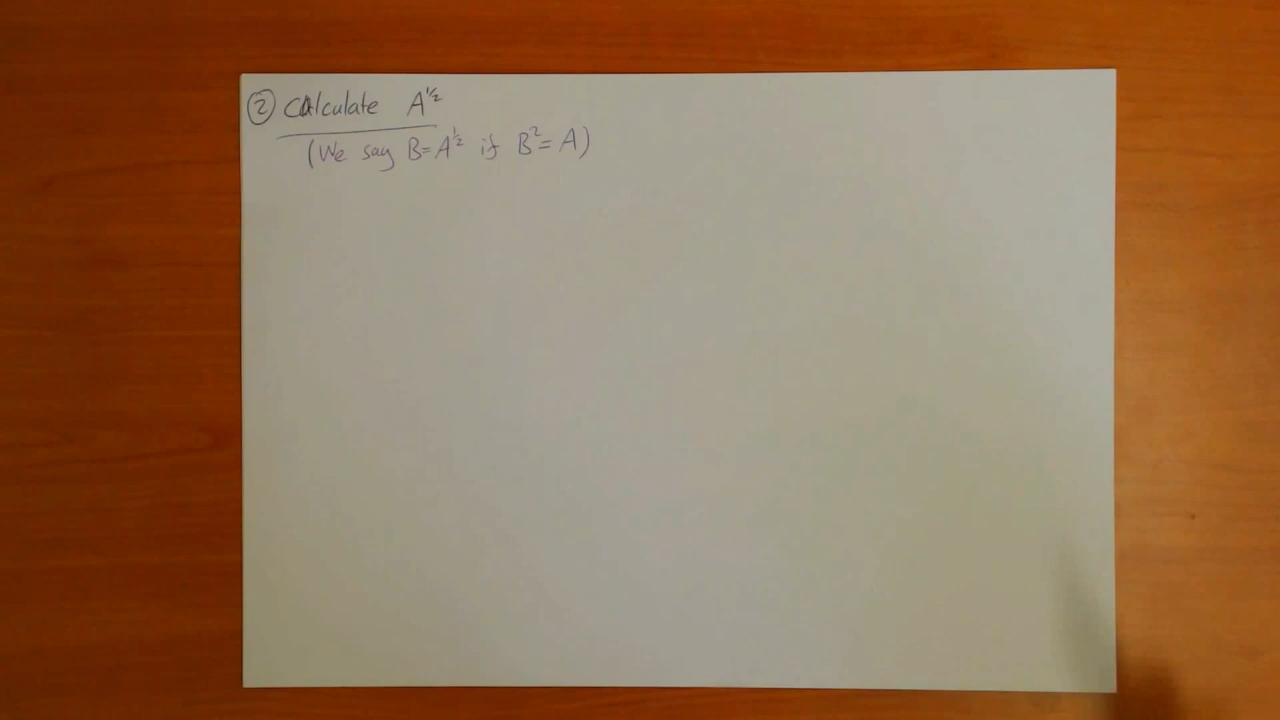 ② Calculate A^½
(We say B=A^½ if B²=A)